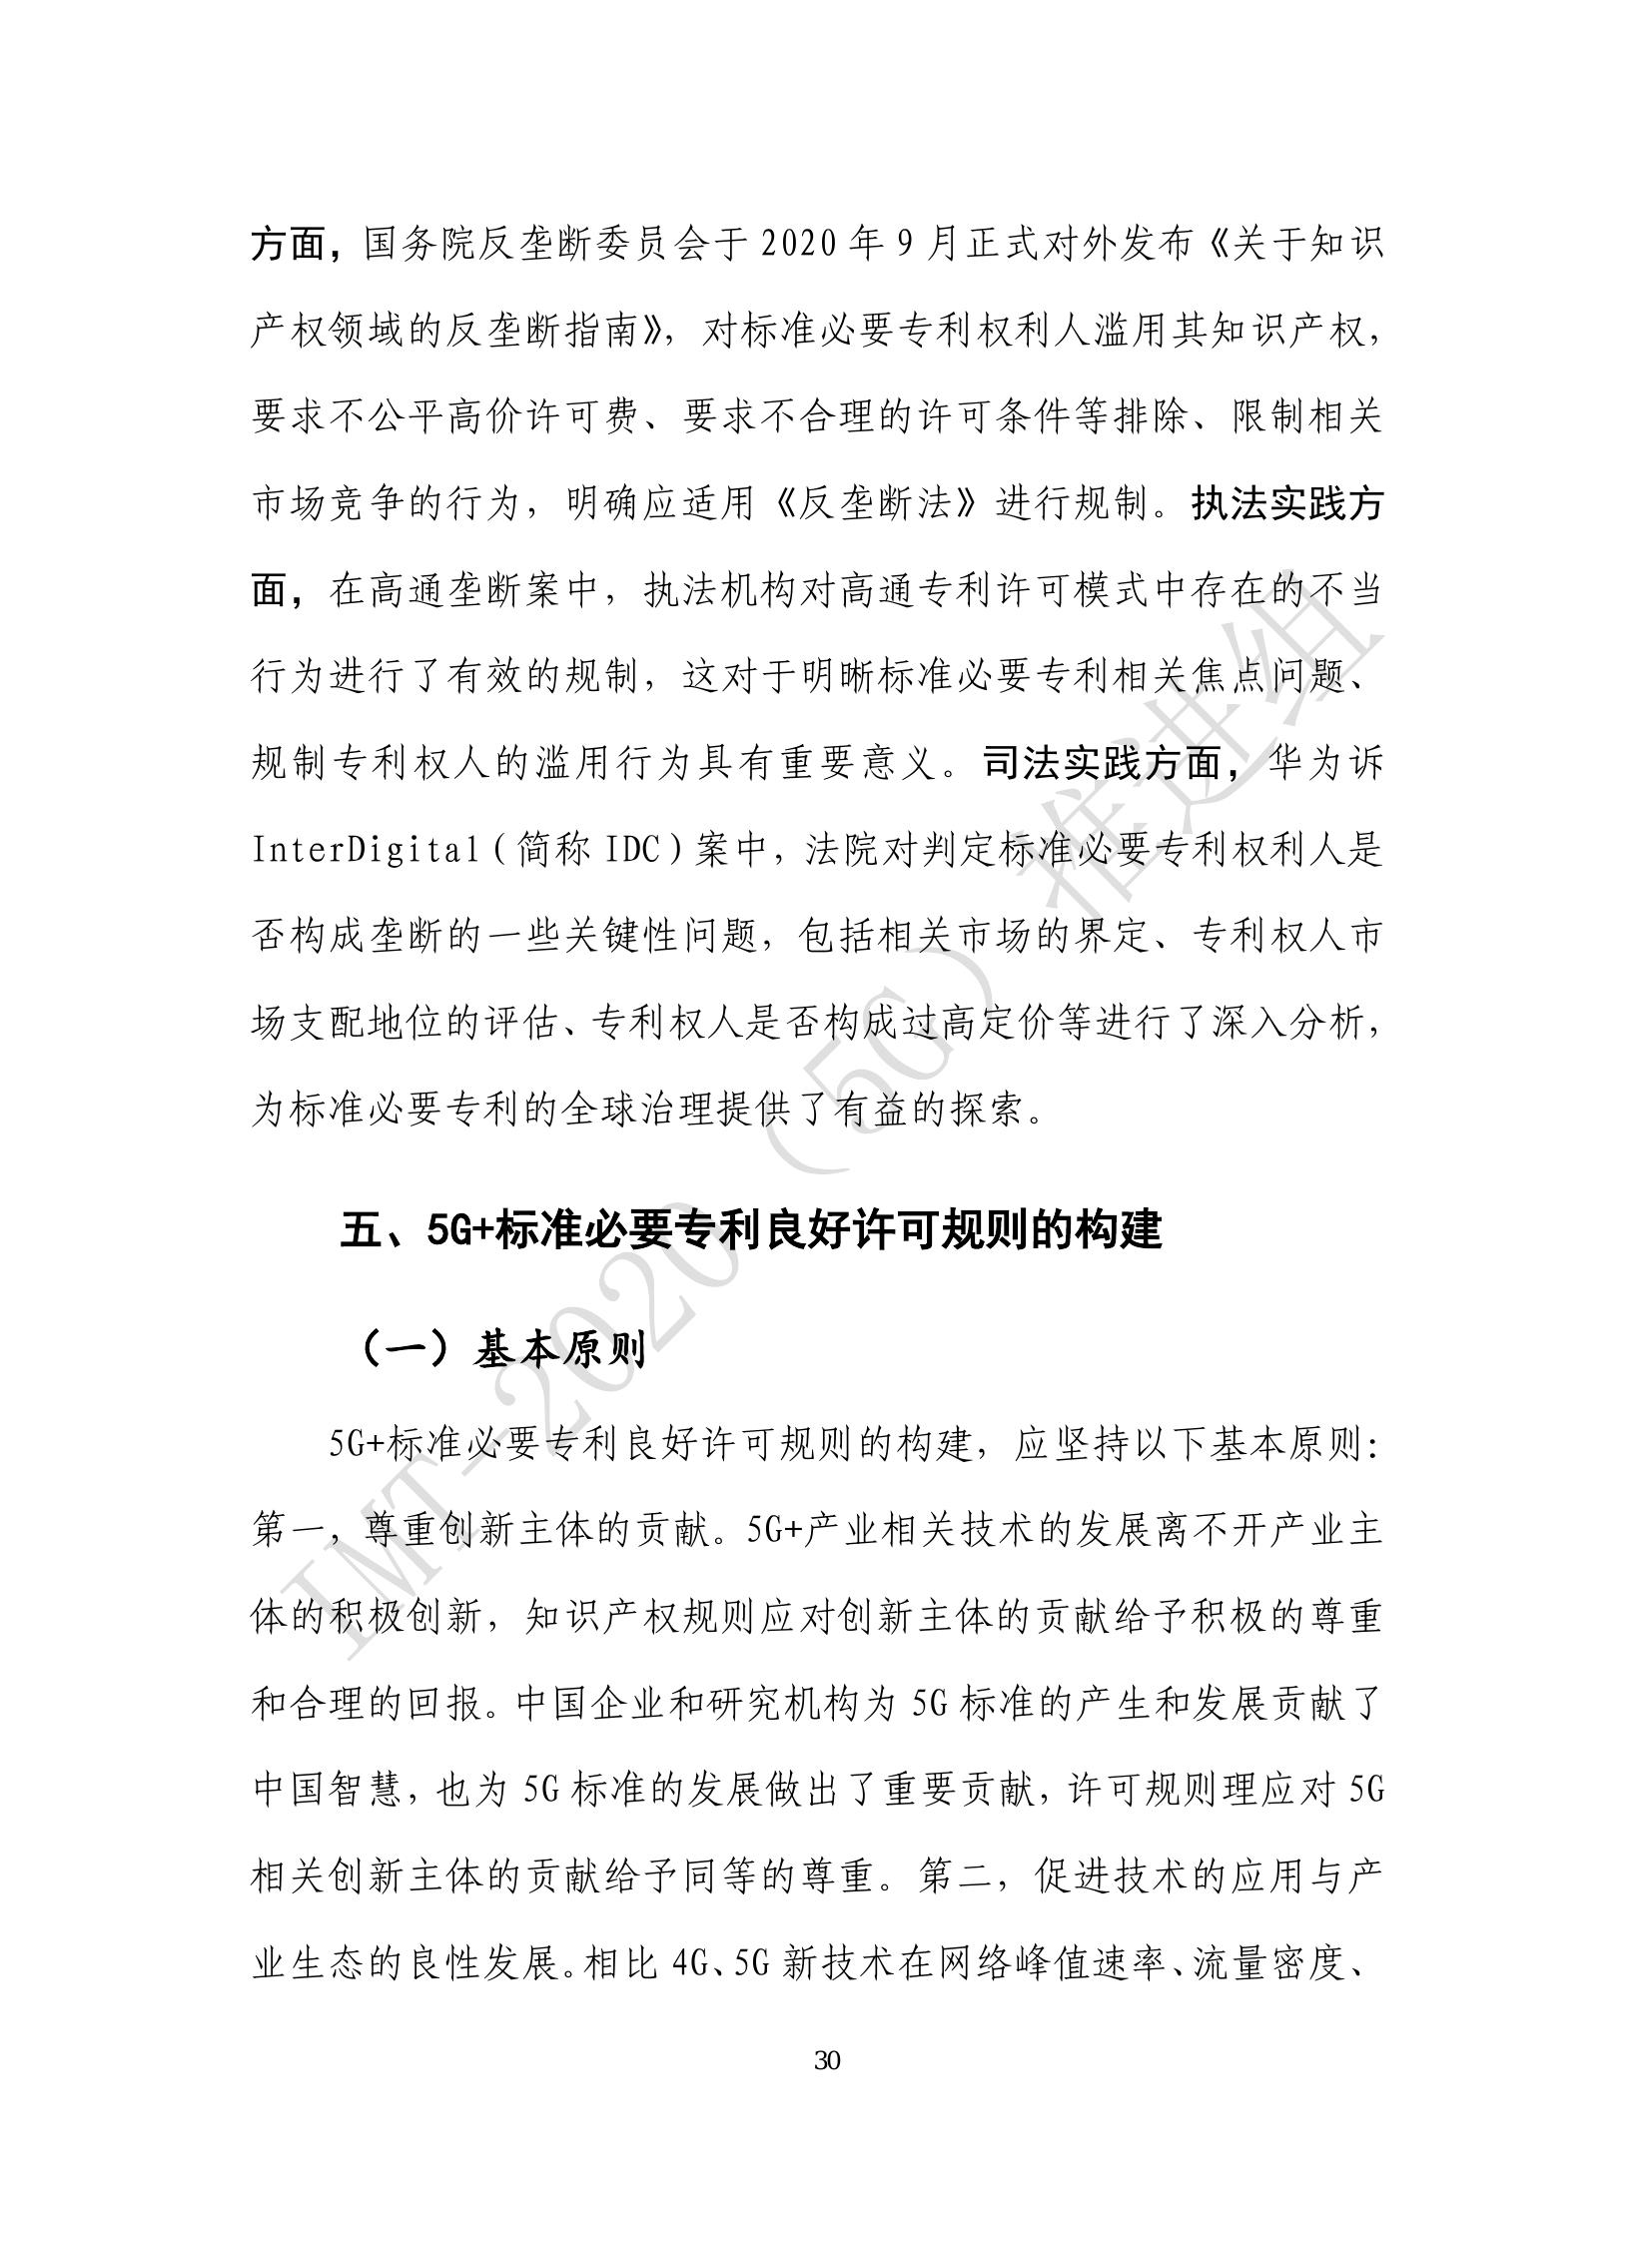 方面，国务院反垄断委员会于 2020 年 9 月正式对外发布《关于知识
产权领域的反垄断指南》，对标准必要专利权利人滥用其知识产权，
要求不公平高价许可费、要求不合理的许可条件等排除、限制相关
市场竞争的行为，明确应适用《反垄断法》进行规制。执法实践方
面，在高通垄断案中，执法机构对高通专利许可模式中存在的不当
行为进行了有效的规制，这对于明晰标准必要专利相关焦点问题、
规制专利权人的滥用行为具有重要意义。司法实践方面，华为诉
InterDigital（简称 IDC）案中，法院对判定标准必要专利权利人是
否构成垄断的一些关键性问题，包括相关市场的界定、专利权人市
场支配地位的评估、专利权人是否构成过高定价等进行了深入分析，
为标准必要专利的全球治理提供了有益的探索。
五、5G+标准必要专利良好许可规则的构建
（一）基本原则
5G+标准必要专利良好许可规则的构建，应坚持以下基本原则：
第一，尊重创新主体的贡献。5G+产业相关技术的发展离不开产业主
体的积极创新，知识产权规则应对创新主体的贡献给予积极的尊重
和合理的回报。中国企业和研究机构为 5G 标准的产生和发展贡献了
中国智慧，也为 5G 标准的发展做出了重要贡献，许可规则理应对 5G
相关创新主体的贡献给予同等的尊重。第二，促进技术的应用与产
业生态的良性发展。相比 4G、5G 新技术在网络峰值速率、流量密度、
30
IMT-2020（5G）推进组